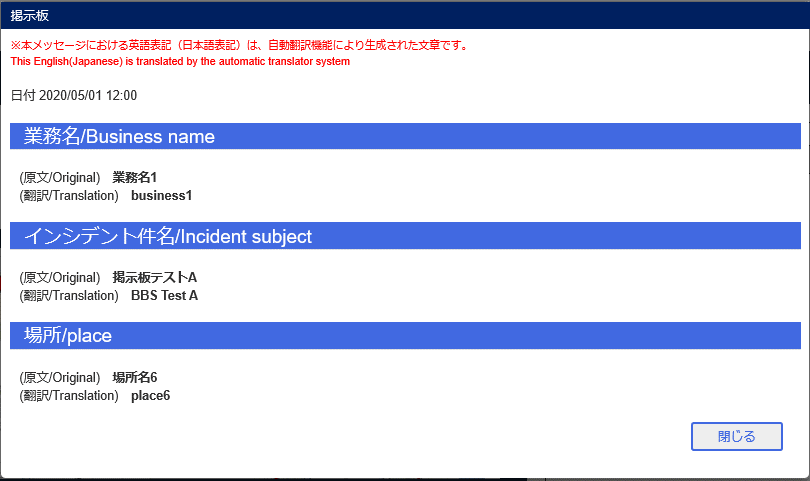 掲示板
※本メッセージにおける英語表記（日本語表記）は、自動翻訳機能により生成された文章です。
This English(Japanese) is translated by the automatic translator system
日付 2020/05/01 12:00
業務名/Business name
(原文/Original) 業務名1
(翻訳/Translation) business1
インシデント件名/Incident subject
(原文/Original) 掲示板テストA
(翻訳/Translation) BBS Test A
場所/place
(原文/Original) 場所名6
(翻訳/Translation) place6
閉じる